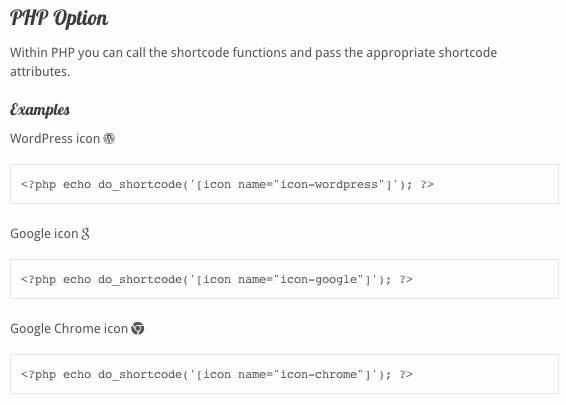 PHP Option
Within PHP you can call the shortcode functions and pass the appropriate shortcode
attributes.
Examples
WordPress icon
<?php echo do_shortcode('[icon name="icon-wordpress"]'); ?>
Google icon
<?php echo do_shortcode('[icon name="icon-google"]'); ?>
Google Chrome icon
<?php echo do_shortcode('[icon name="icon-chrome"]'); ?>